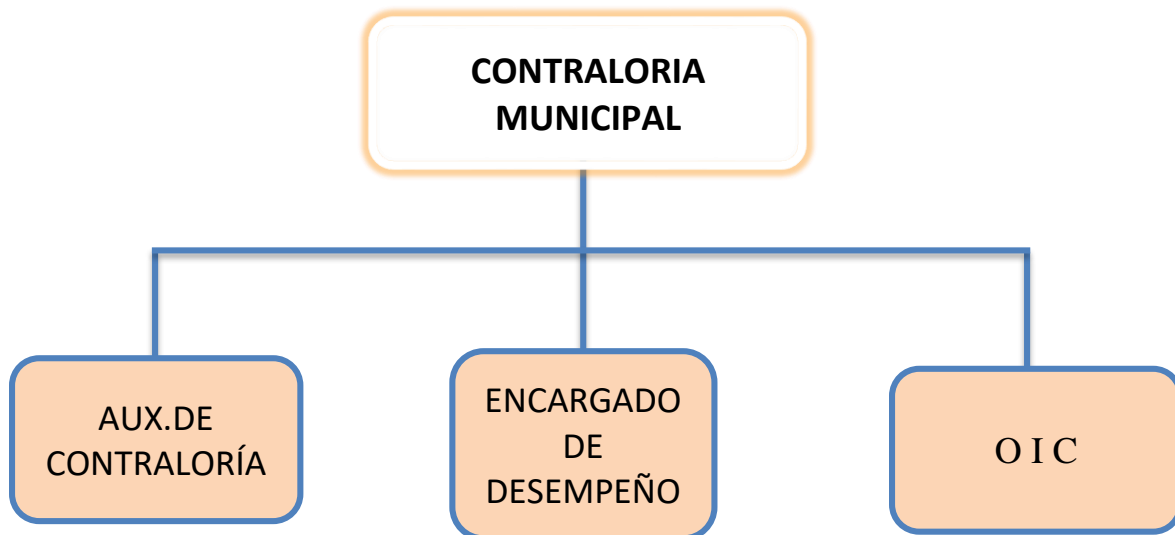 CONTRALORIA
MUNICIPAL
AUX.DE
CONTRALORÍA
ENCARGADO
DE
DESEMPEÑO
O I C